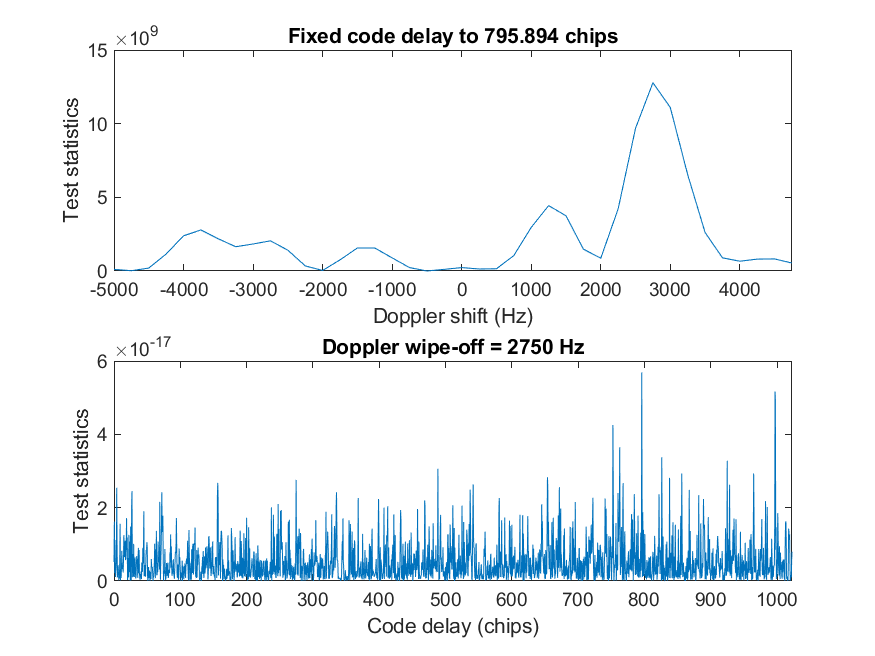 ×10^9
Fixed code delay to 795.894 chips
15
10
5
0
Test statistics
-5000 -4000 -3000 -2000 -1000 0 1000 2000 3000 4000
Doppler shift (Hz)
×10^-17
Doppler wipe-off = 2750 Hz
6
4
2
0
Test statistics
0 100 200 300 400 500 600 700 800 900 1000
Code delay (chips)